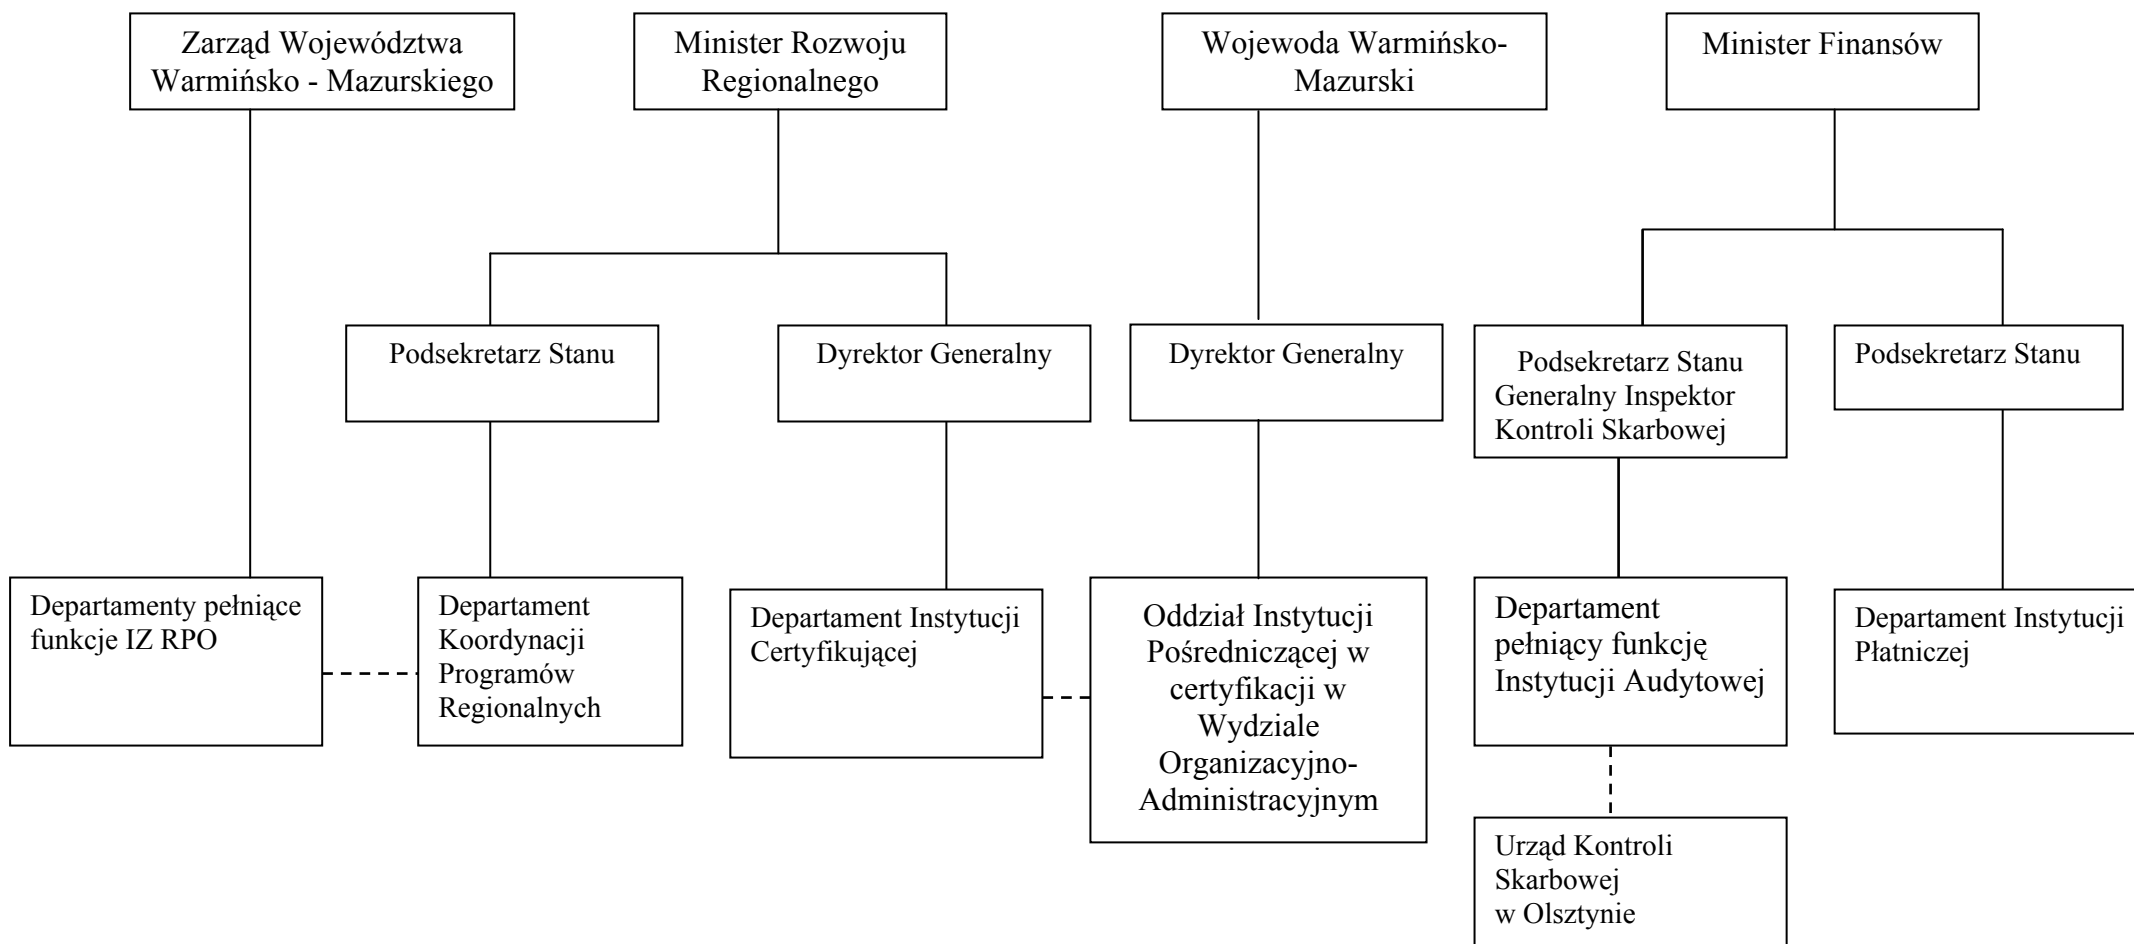 Zarząd Województwa
Warmińsko - Mazurskiego
Minister Rozwoju
Regionalnego
Wojewoda Warmińsko-
Mazurski
Minister Finansów
Podsekretarz Stanu
Dyrektor Generalny
Dyrektor Generalny
Podsekretarz Stanu
Generalny Inspektor
Kontroli Skarbowej
Podsekretarz Stanu
Departamenty pełniące
funkcje IZ RPO
Departament
Koordynacji
Programów
Regionalnych
Departament Instytucji
Certyfikującej
Oddział Instytucji
Pośredniczącej w
certyfikacji w
Wydziale
Organizacyjno-
Administracyjnym
Departament
pełniący funkcję
Instytucji Audytowej
Departament Instytucji
Płatniczej
Urząd Kontroli
Skarbowej
w Olsztynie